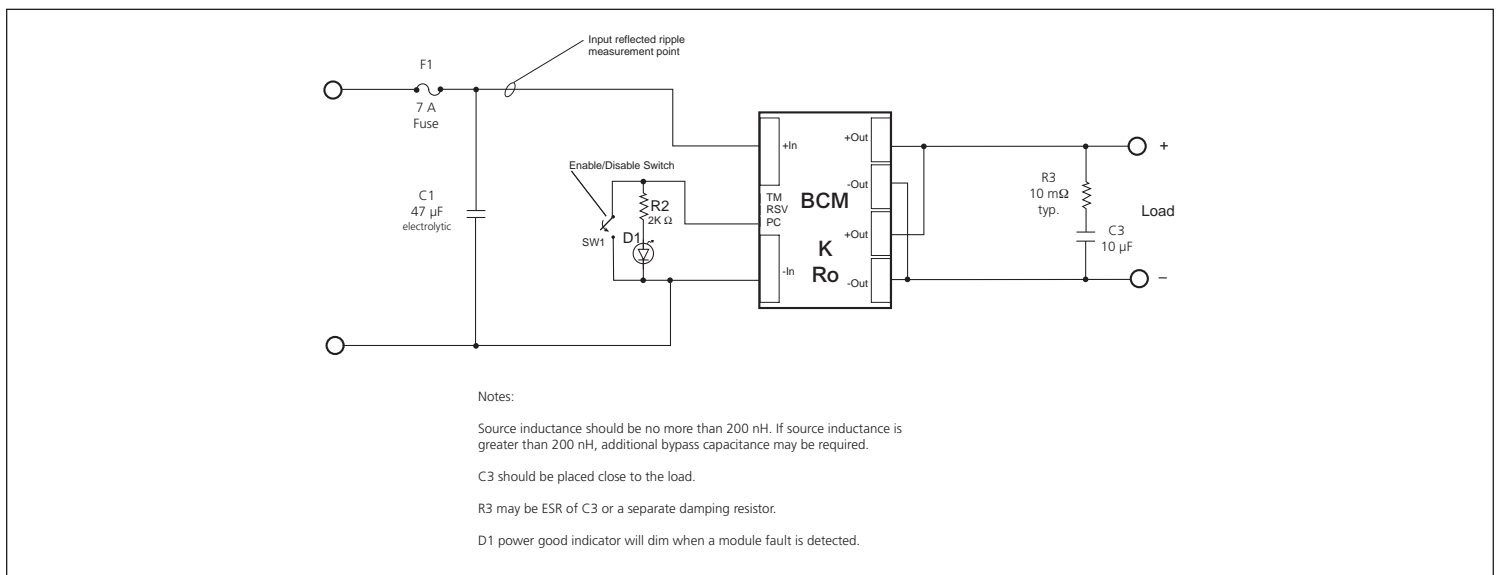 Input reflected ripple
measurement point
F1
7 A
Fuse
C1
47 µF
electrolytic
Enable/Disable Switch
SW1
R2
2K Ω
D1
+In
TM
RSV
PC
-In
BCM
K
Ro
+Out
-Out
+Out
-Out
R3
10 mΩ
typ.
C3
10 µF
+
Load
–
Notes:
Source inductance should be no more than 200 nH. If source inductance is
greater than 200 nH, additional bypass capacitance may be required.
C3 should be placed close to the load.
R3 may be ESR of C3 or a separate damping resistor.
D1 power good indicator will dim when a module fault is detected.